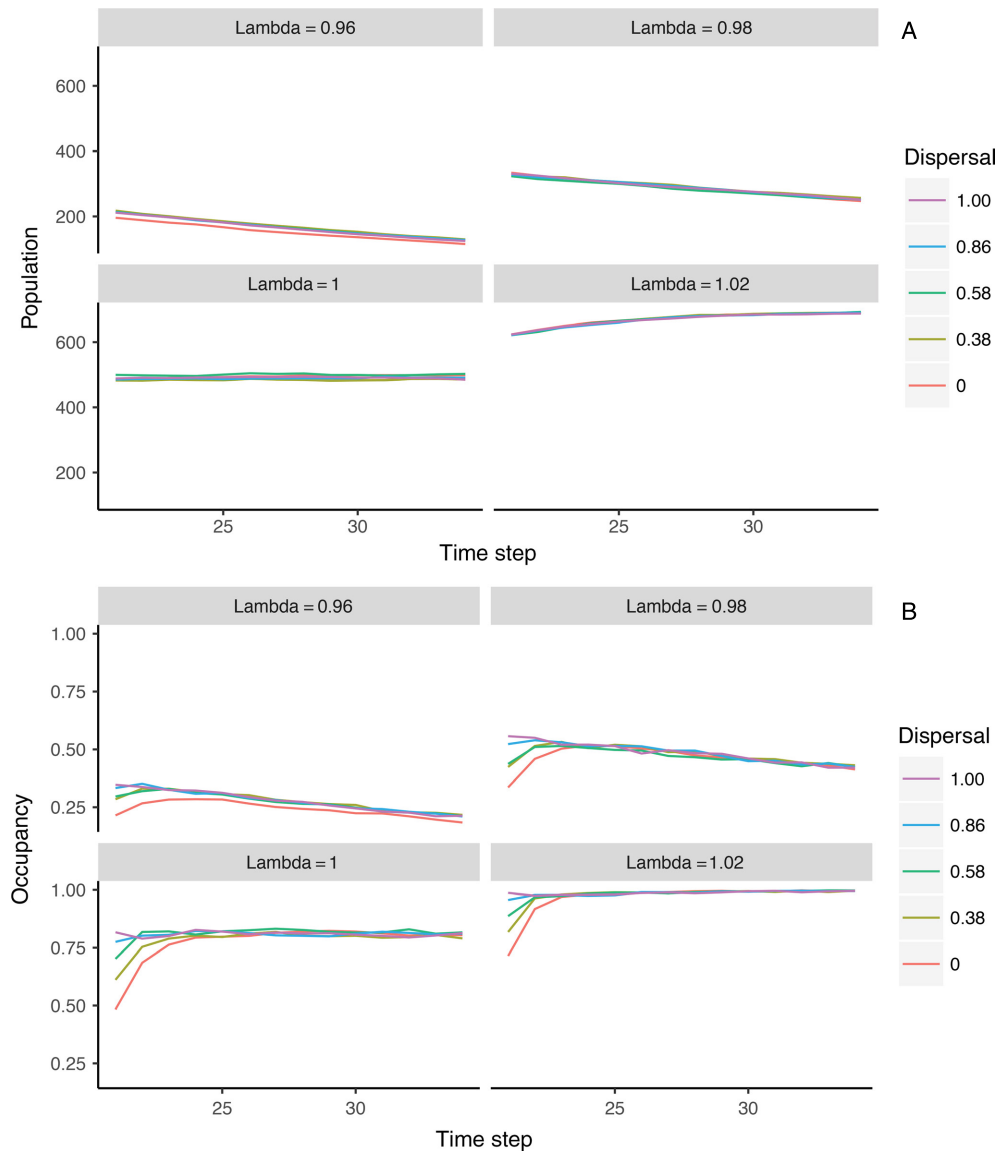 Lambda = 0.96
Lambda = 0.98
A
600
400
200
Lambda = 1
Lambda = 1.02
600
400
200
25
30
25
30
Population
Time step
Dispersal
1.00
0.86
0.58
0.38
0
Lambda = 0.96
Lambda = 0.98
B
1.00
0.75
0.50
0.25
Lambda = 1
Lambda = 1.02
1.00
0.75
0.50
0.25
25
30
25
30
Occupancy
Time step
Dispersal
1.00
0.86
0.58
0.38
0